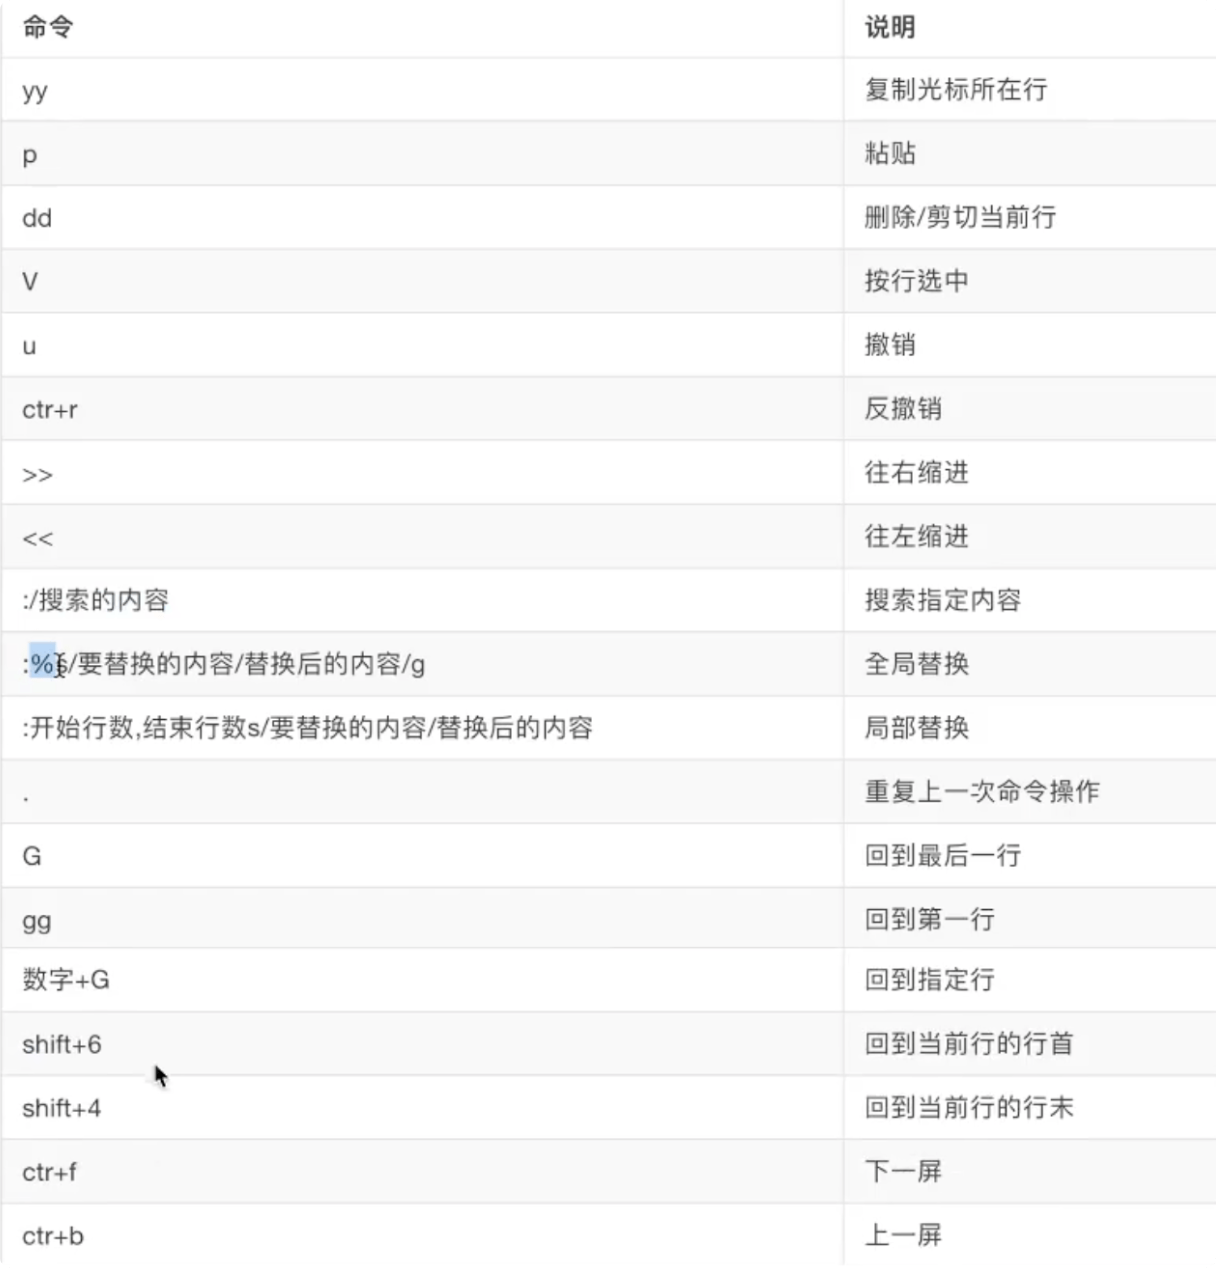 命令 说明
yy 复制光标所在行
p 粘贴
dd 删除/剪切当前行
V 按行选中
u 撤销
ctr+r 反撤销
>> 往右缩进
<< 往左缩进
:/搜索的内容 搜索指定内容
:%s/要替换的内容/替换后的内容/g 全局替换
:开始行数,结束行数s/要替换的内容/替换后的内容 局部替换
. 重复上一次命令操作
G 回到最后一行
gg 回到第一行
数字+G 回到指定行
shift+6 回到当前行的行首
shift+4 回到当前行的行末
ctr+f 下一屏
ctr+b 上一屏